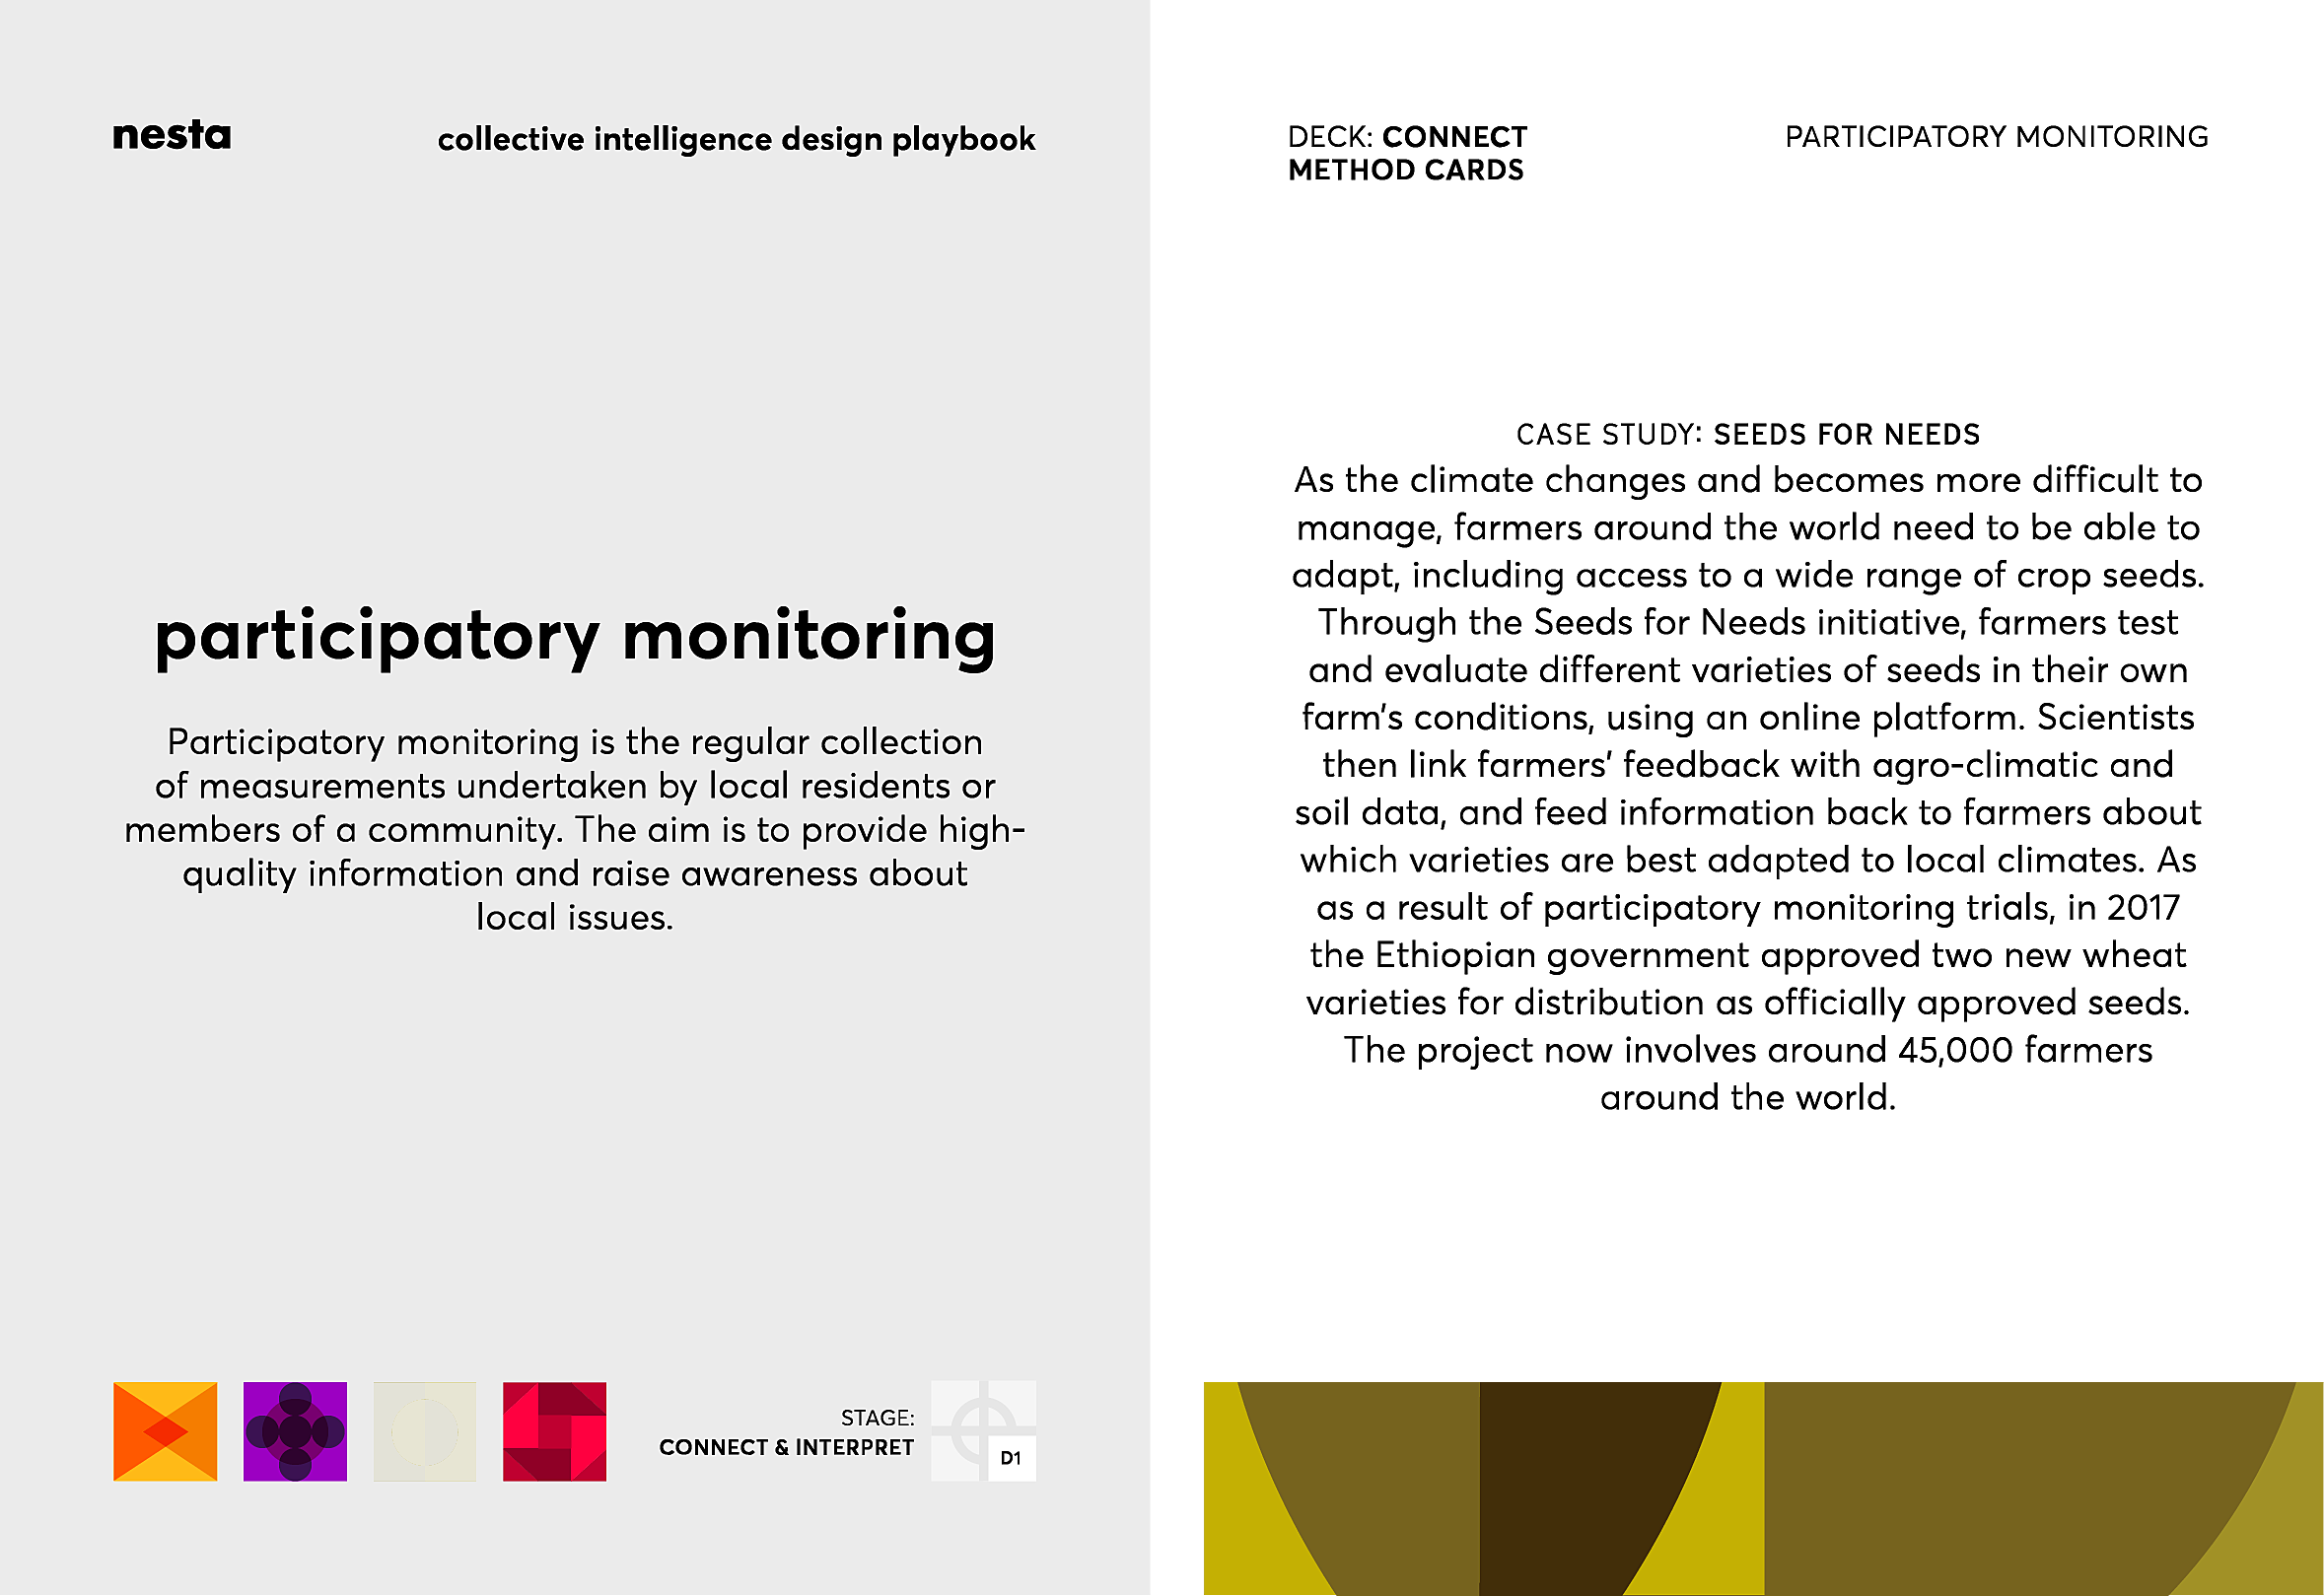 nesta
collective intelligence design playbook
participatory monitoring
Participatory monitoring is the regular collection
of measurements undertaken by local residents or
members of a community. The aim is to provide high-
quality information and raise awareness about
local issues.
STAGE:
CONNECT & INTERPRET
D1
DECK: CONNECT
METHOD CARDS
PARTICIPATORY MONITORING
CASE STUDY: SEEDS FOR NEEDS
As the climate changes and becomes more difficult to
manage, farmers around the world need to be able to
adapt, including access to a wide range of crop seeds.
Through the Seeds for Needs initiative, farmers test
and evaluate different varieties of seeds in their own
farm's conditions, using an online platform. Scientists
then link farmers' feedback with agro-climatic and
soil data, and feed information back to farmers about
which varieties are best adapted to local climates. As
as a result of participatory monitoring trials, in 2017
the Ethiopian government approved two new wheat
varieties for distribution as officially approved seeds.
The project now involves around 45,000 farmers
around the world.